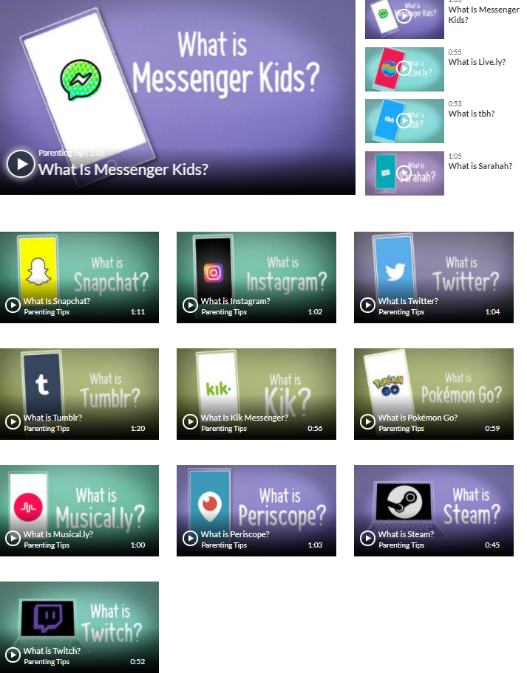 What is
Messenger Kids?
Parenting Tip | 1:05
What Is Messenger Kids?
What Is Messenger
Kids?
0:55
What is Live.ly?
0:53
What is tbh?
1:05
What is Sarahah?
What is
Snapchat?
What Is Snapchat?
Parenting Tips 1:11
What is
Instagram?
What is Instagram?
Parenting Tips 1:02
What is
Twitter?
What Is Twitter?
Parenting Tips 1:04
t
What is
Tumblr?
What is Tumblr?
Parenting Tips 1:20
kik
What is
Kik?
What Is Kik Messenger?
Parenting Tips 0:56
Pokémon
GO
What is
Pokémon Go?
What is Pokémon Go?
Parenting Tips 0:59
What is
Musical.ly?
What is Musical.ly?
Parenting Tips 1:00
What is
Periscope?
What is Periscope?
Parenting Tips 1:03
What is
Steam?
What is Steam?
Parenting Tips 0:45
What is
Twitch?
What is Twitch?
Parenting Tips 0:52